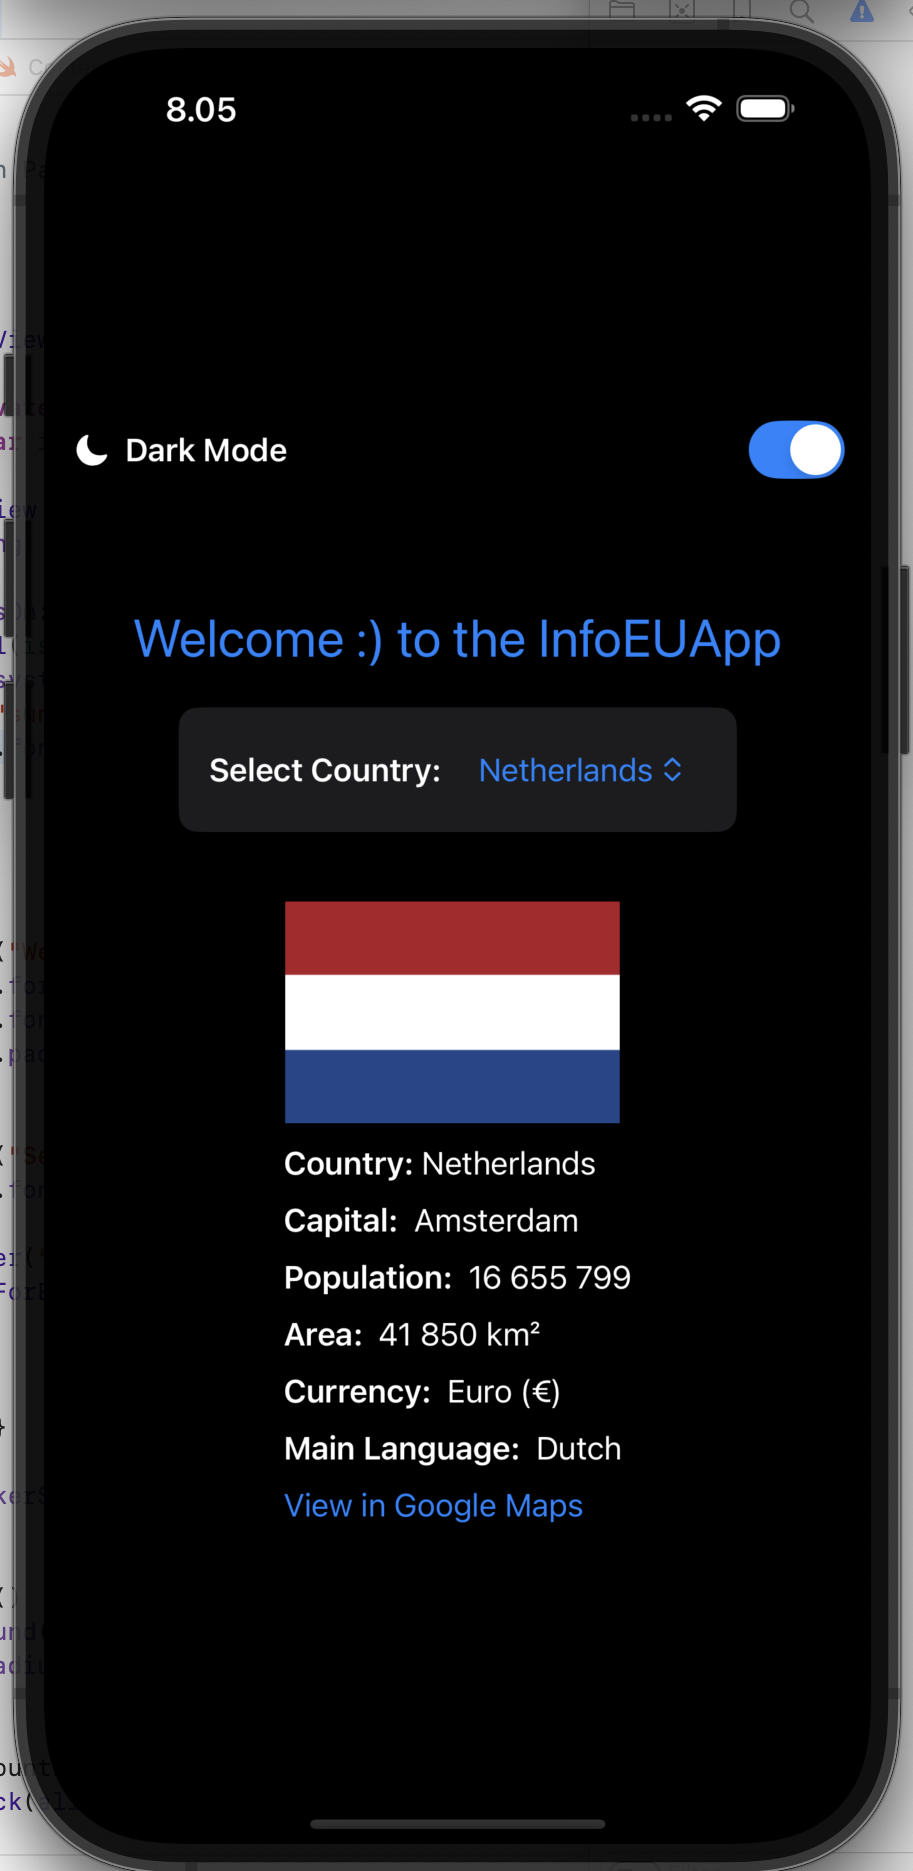 8.05
Dark Mode
Welcome :) to the InfoEUApp
Select Country: Netherlands
Country: Netherlands
Capital: Amsterdam
Population: 16 655 799
Area: 41 850 km²
Currency: Euro (€)
Main Language: Dutch
View in Google Maps